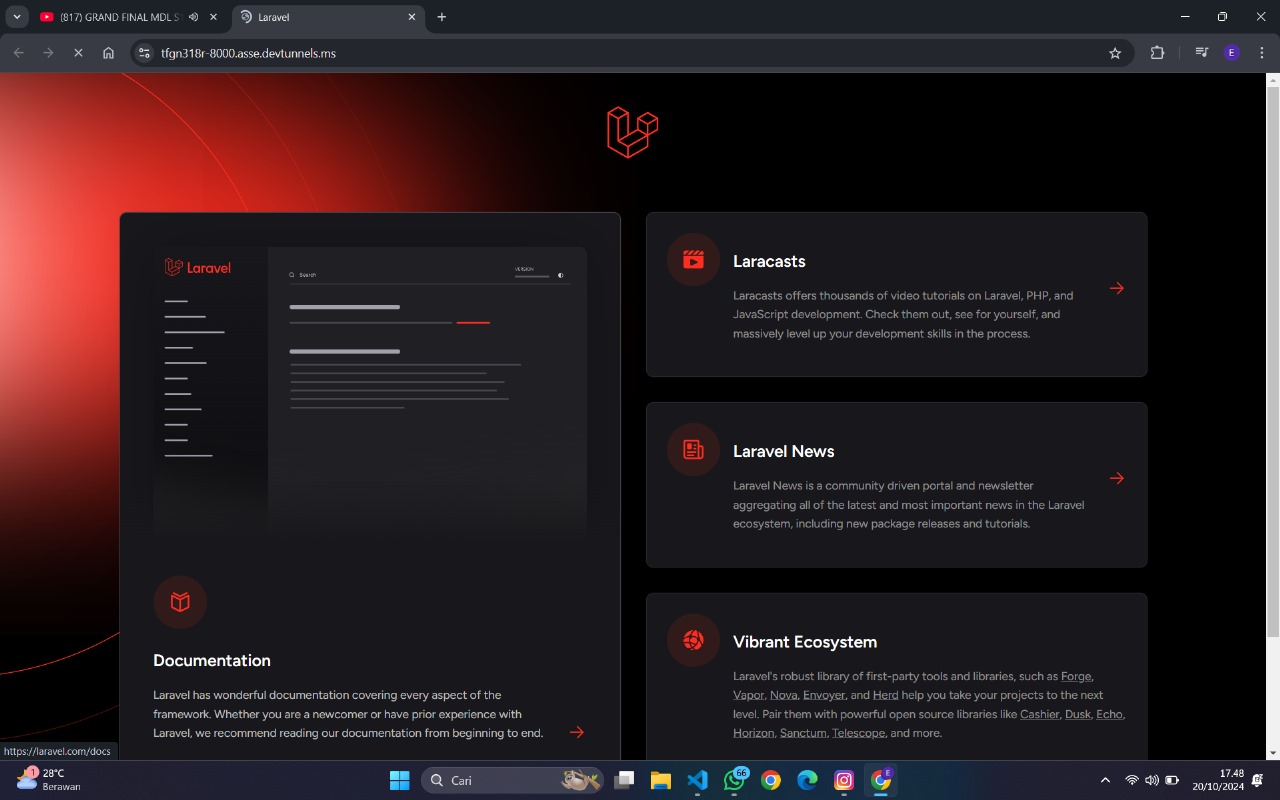 (817) GRAND FINAL MDL S
Laravel
tfgn318r-8000.asse.devtunnels.ms
E
Laravel
Search
VERSION
Documentation
Laravel has wonderful documentation covering every aspect of the
framework. Whether you are a newcomer or have prior experience with
Laravel, we recommend reading our documentation from beginning to end.
Laracasts
Laracasts offers thousands of video tutorials on Laravel, PHP, and
JavaScript development. Check them out, see for yourself, and
massively level up your development skills in the process.
Laravel News
Laravel News is a community driven portal and newsletter
aggregating all of the latest and most important news in the Laravel
ecosystem, including new package releases and tutorials.
Vibrant Ecosystem
Laravel's robust library of first-party tools and libraries, such as Forge,
Vapor, Nova, Envoyer, and Herd help you take your projects to the next
level. Pair them with powerful open source libraries like Cashier, Dusk, Echo,
Horizon, Sanctum, Telescope, and more.
https://laravel.com/docs
1
28°C
Berawan
Cari
66
E
17.48
20/10/2024